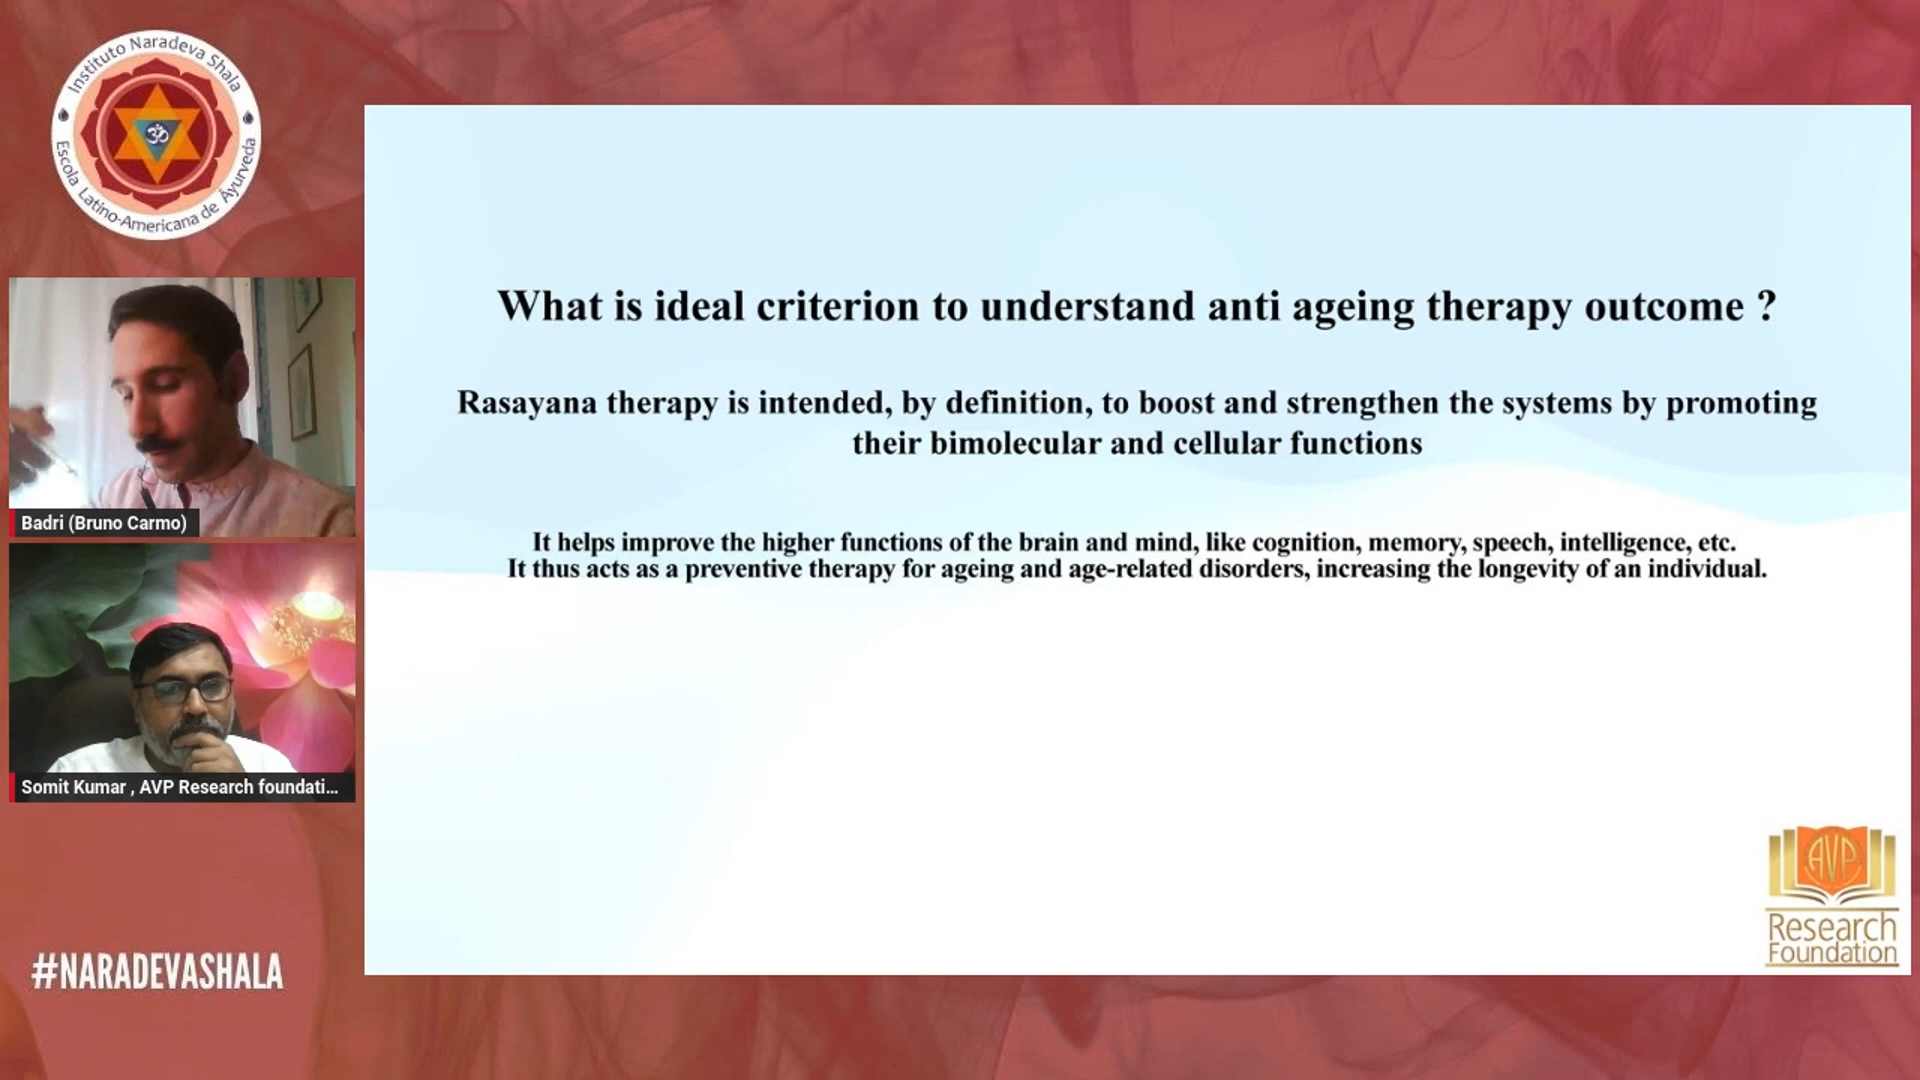 Instituto Naradeva Shala
Escola Latino-Americana de Āyurveda
ॐ
What is ideal criterion to understand anti ageing therapy outcome ?
Rasayana therapy is intended, by definition, to boost and strengthen the systems by promoting
their bimolecular and cellular functions
It helps improve the higher functions of the brain and mind, like cognition, memory, speech, intelligence, etc.
It thus acts as a preventive therapy for ageing and age-related disorders, increasing the longevity of an individual.
Badri (Bruno Carmo)
Somit Kumar , AVP Research foundati...
#NARADEVASHALA
AVP
Research
Foundation